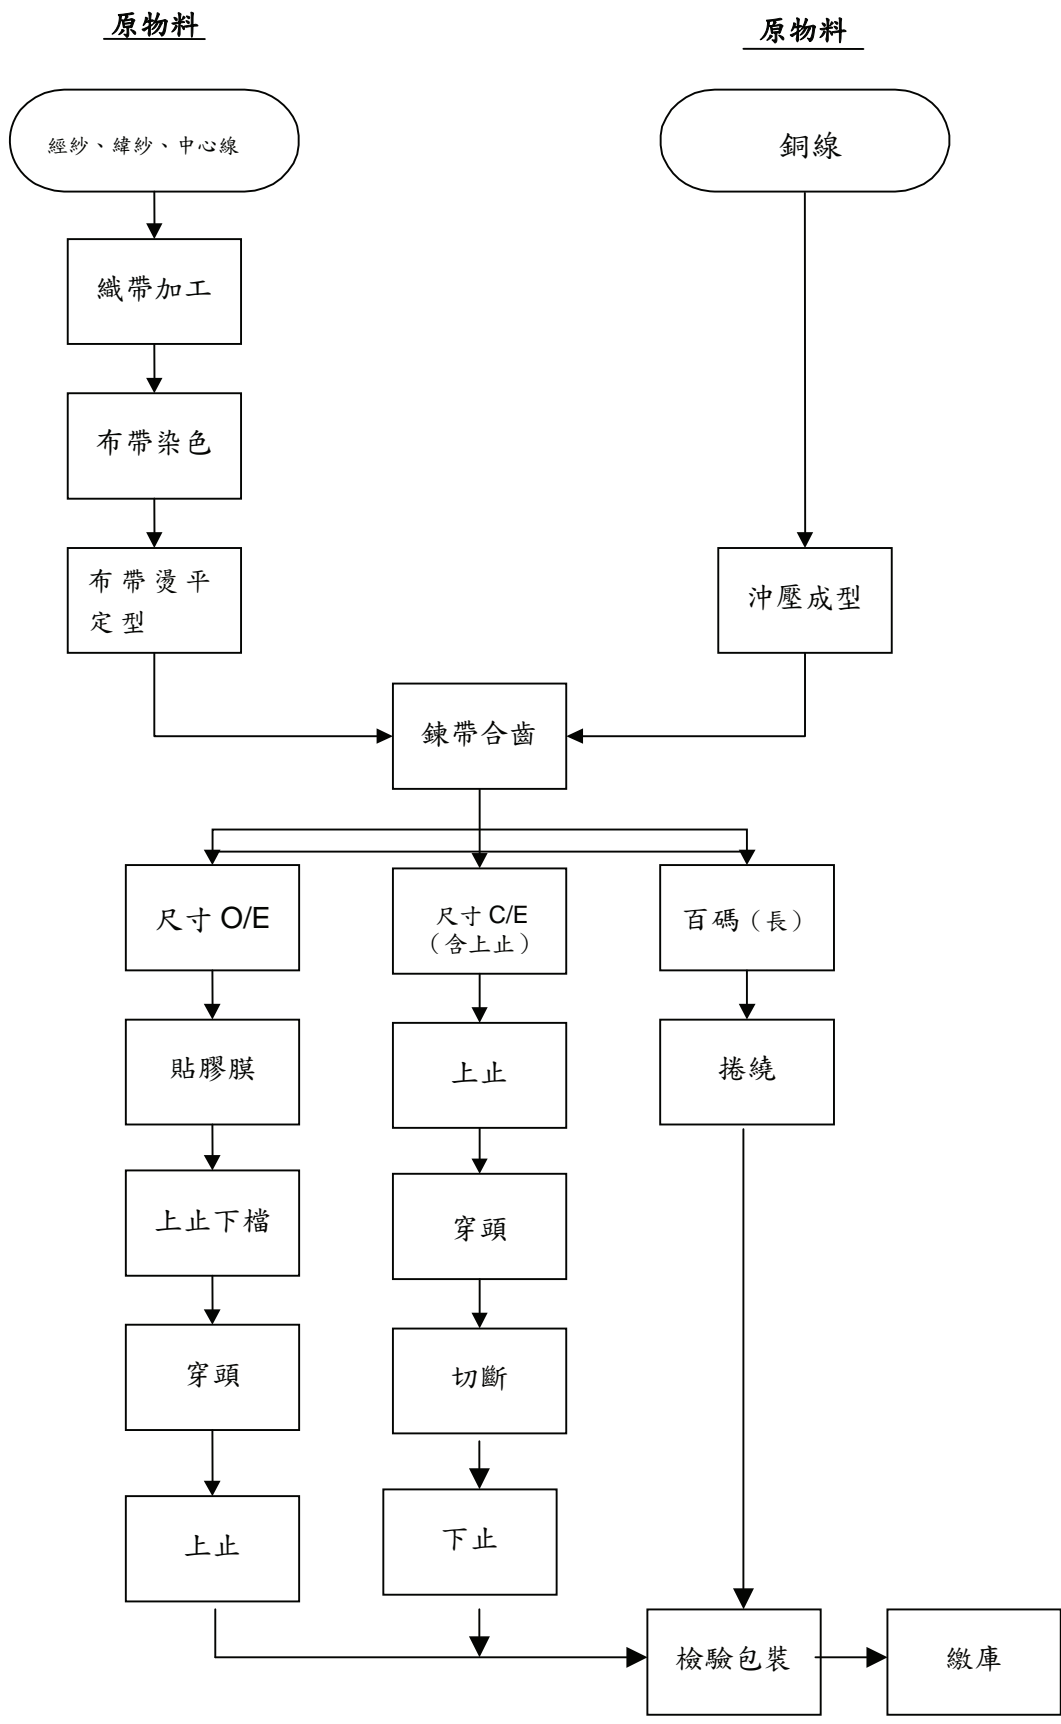 原物料
原物料
經紗、緯紗、中心線
銅線
織帶加工
布帶染色
布帶燙平
定型
沖壓成型
鍊帶合齒
尺寸 O/E
尺寸 C/E
（含上止）
百碼（長）
貼膠膜
上止
捲繞
上止下檔
穿頭
穿頭
切斷
上止
下止
檢驗包裝
繳庫